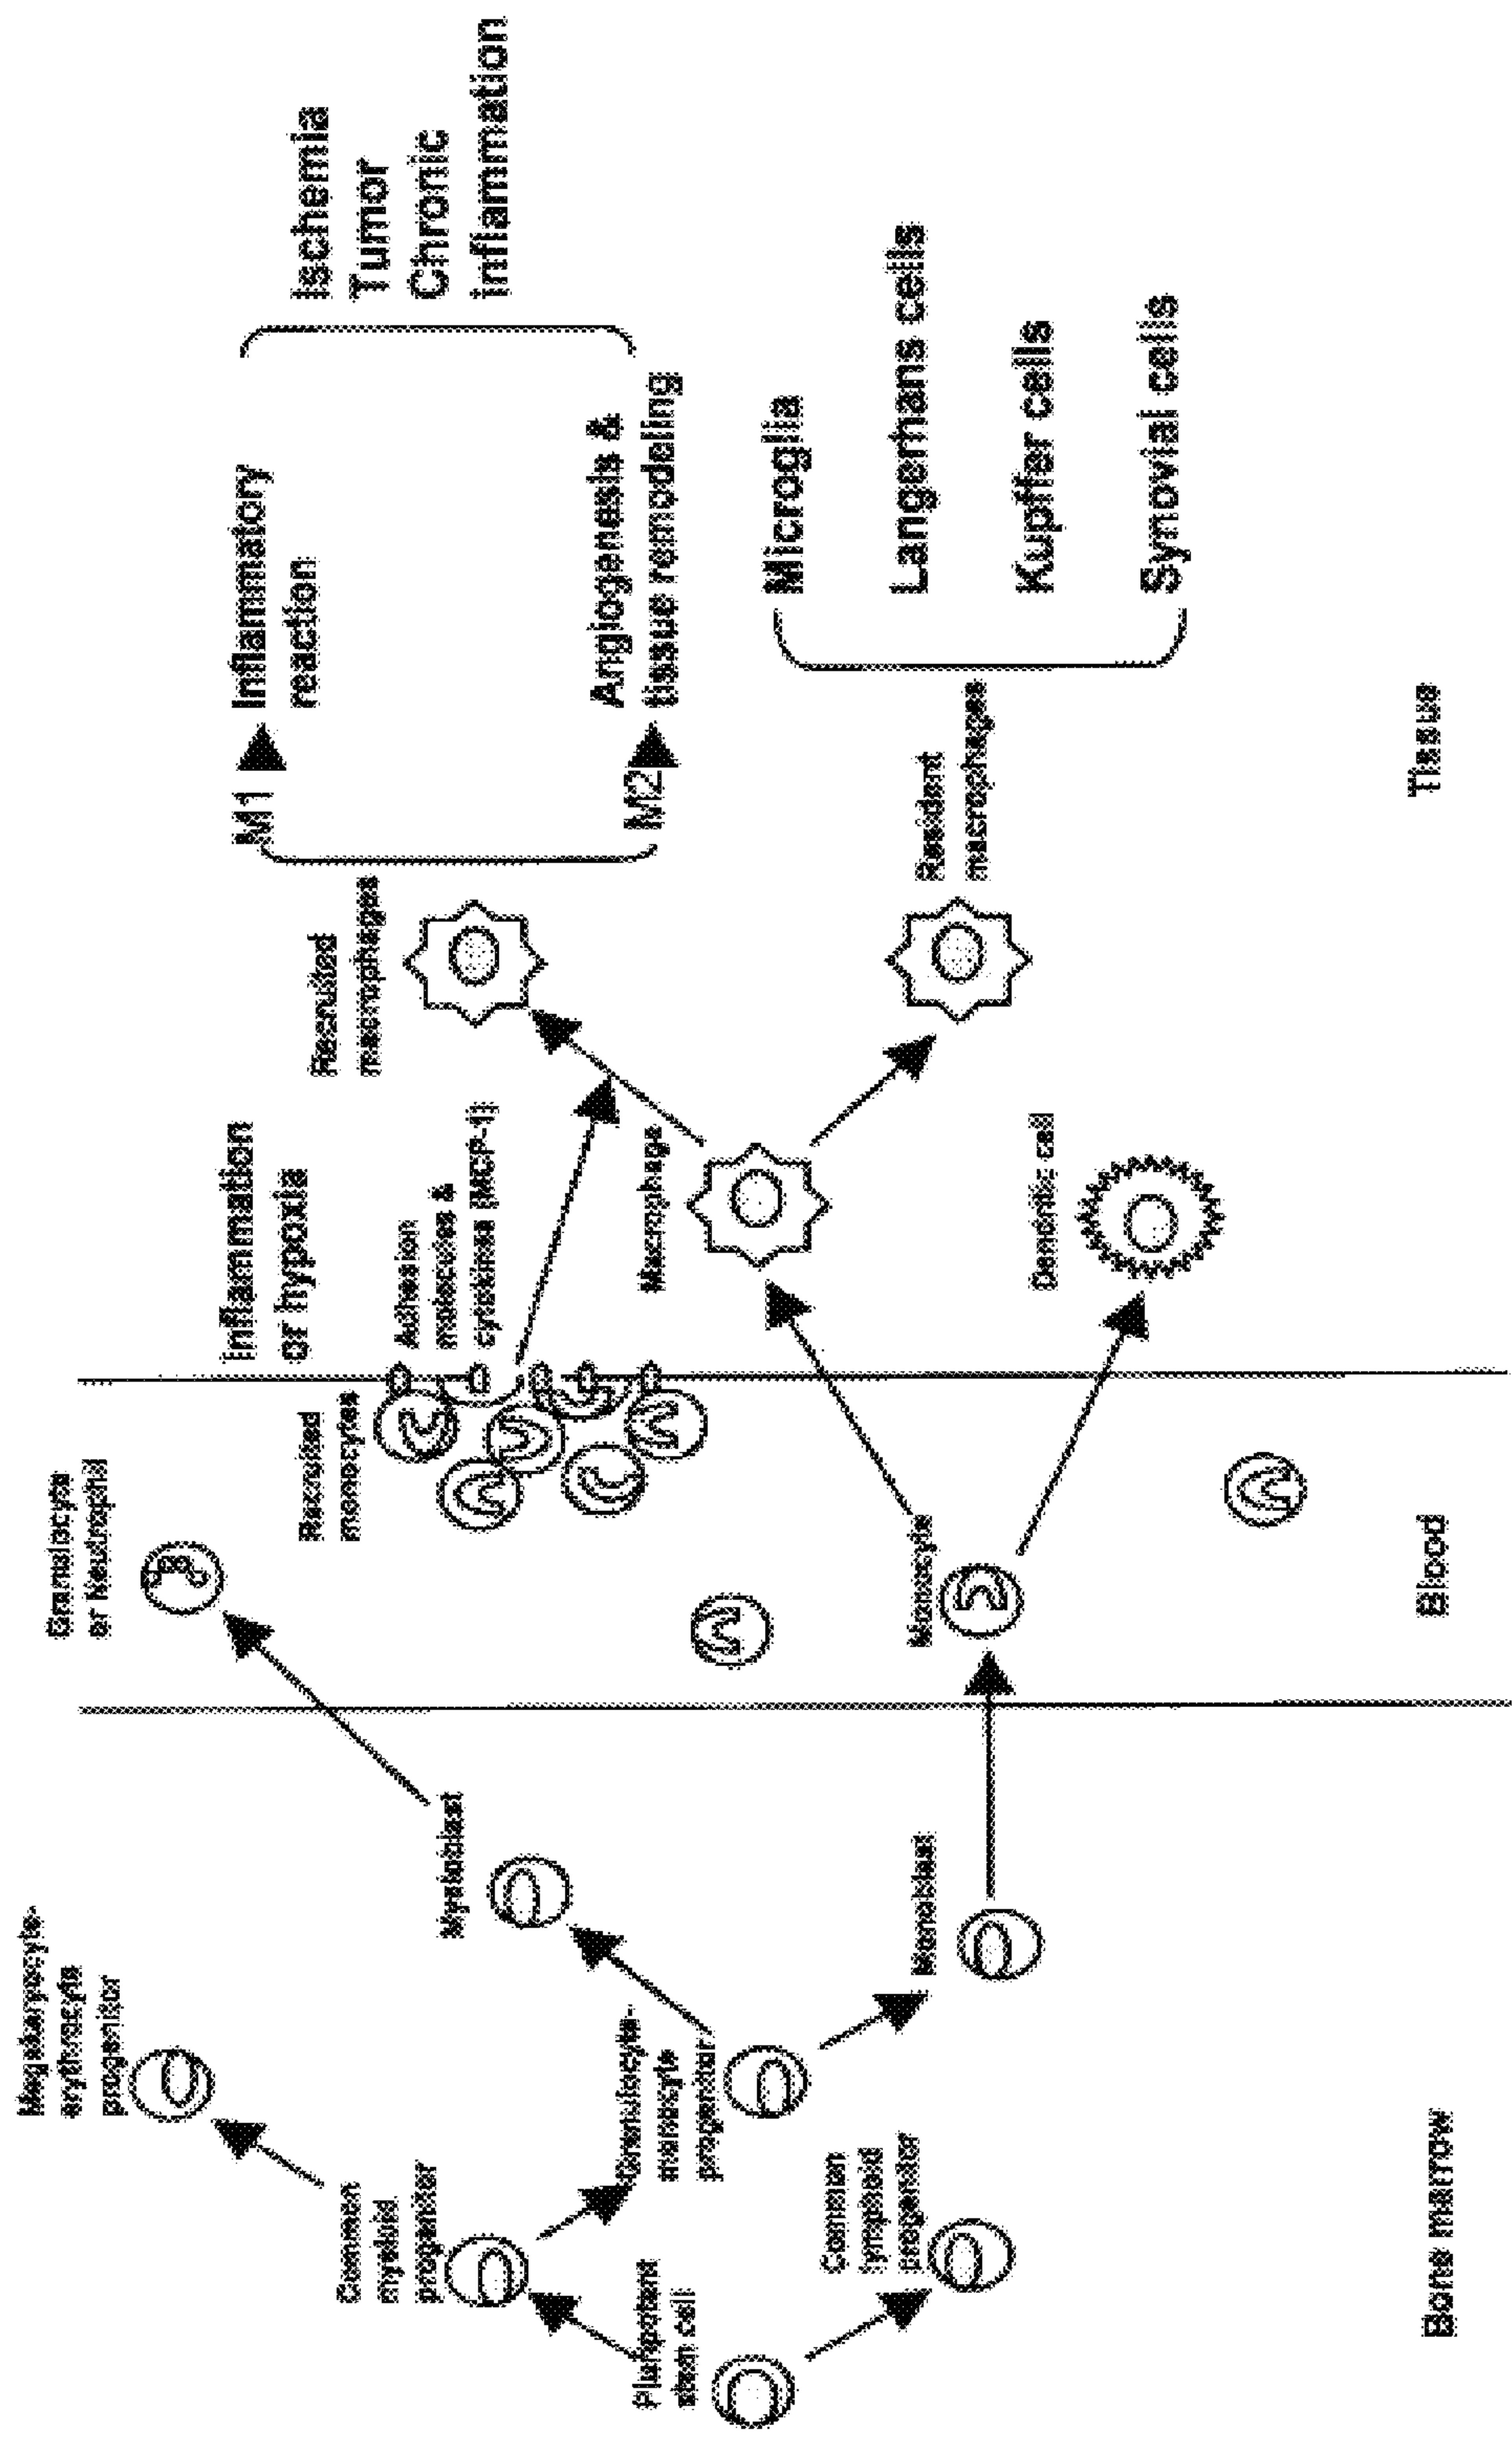 Megakaryocyte-
erythrocyte
progenitor
Common
myeloid
progenitor
Pluripotent
stem cell
Common
lymphoid
progenitor
Granulocyte-
monocyte
progenitor
Myeloblast
Monoblast
Bone marrow
Granulocyte
or Neutrophil
Recruited
monocytes
Monocyte
Blood
Inflammation
or hypoxia
Adhesion
molecules &
cytokines (MCP-1)
Macrophage
Dendritic cell
Recruited
macrophages
Resident
macrophages
M1
Inflammatory
reaction
M2
Angiogenesis &
tissue remodeling
Ischemia
Tumor
Chronic
inflammation
Microglia
Langerhans cells
Kupffer cells
Synovial cells
Tissue